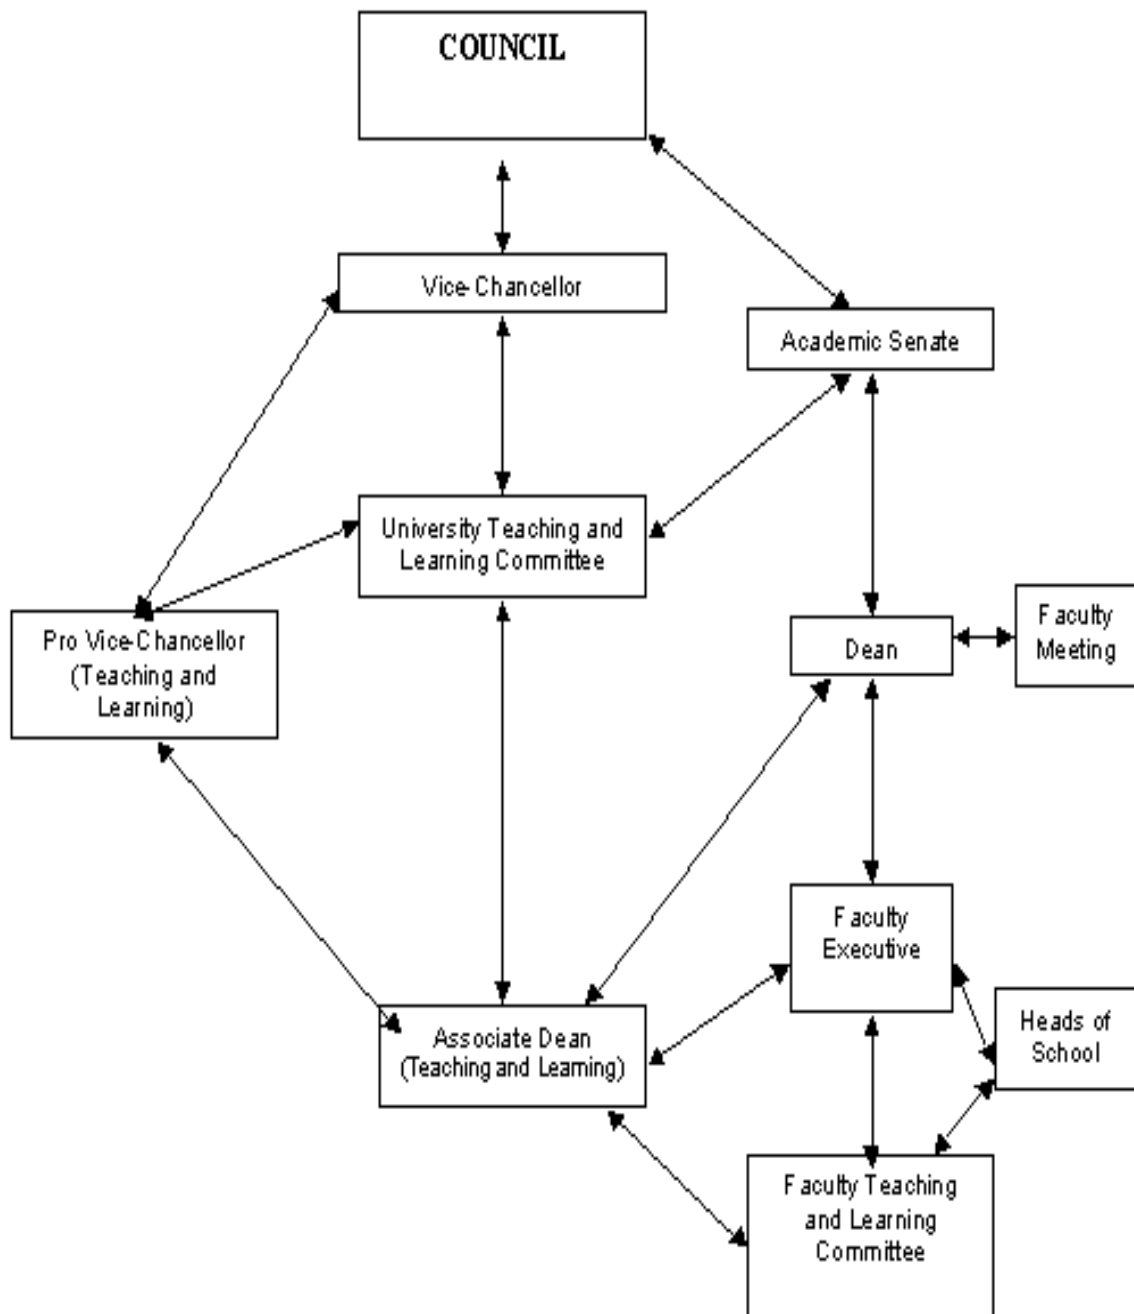 COUNCIL
Vice-Chancellor
Academic Senate
University Teaching and
Learning Committee
Pro Vice-Chancellor
(Teaching and
Learning)
Dean
Faculty
Meeting
Faculty
Executive
Associate Dean
(Teaching and Learning)
Heads of
School
Faculty Teaching
and Learning
Committee